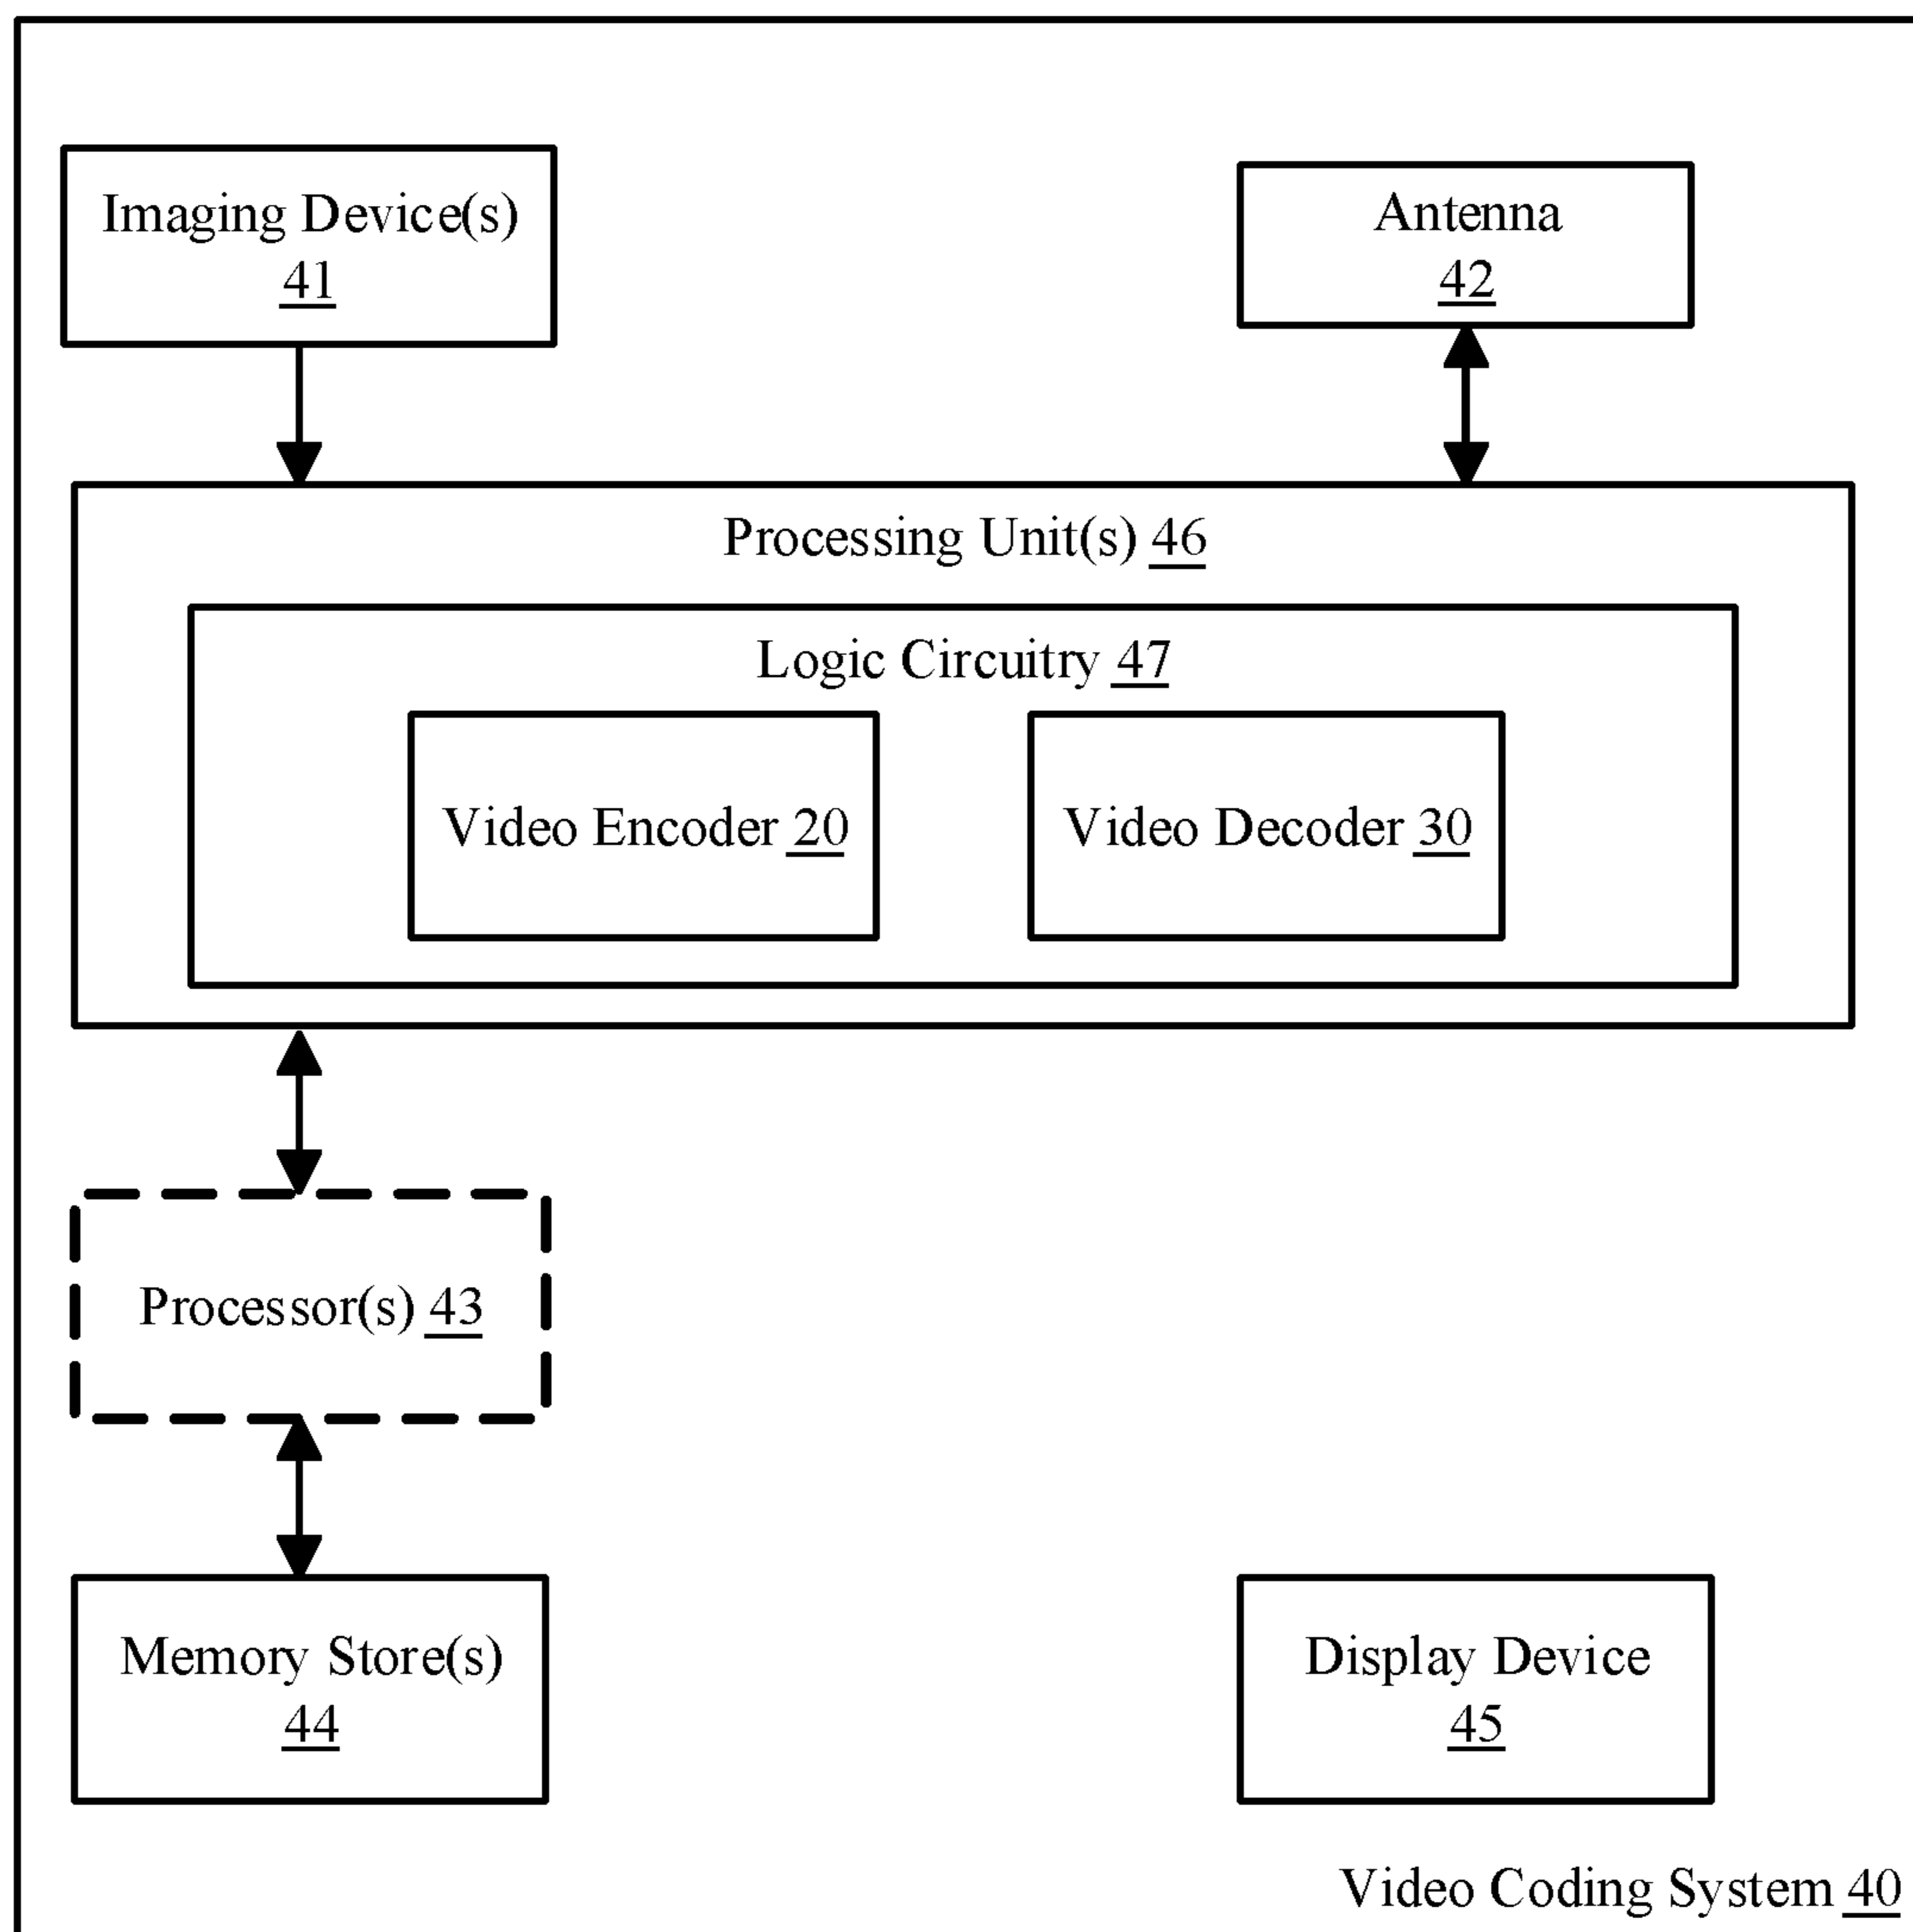 Imaging Device(s)
41
Antenna
42
Processing Unit(s) 46
Logic Circuitry 47
Video Encoder 20
Video Decoder 30
Processor(s) 43
Memory Store(s)
44
Display Device
45
Video Coding System 40